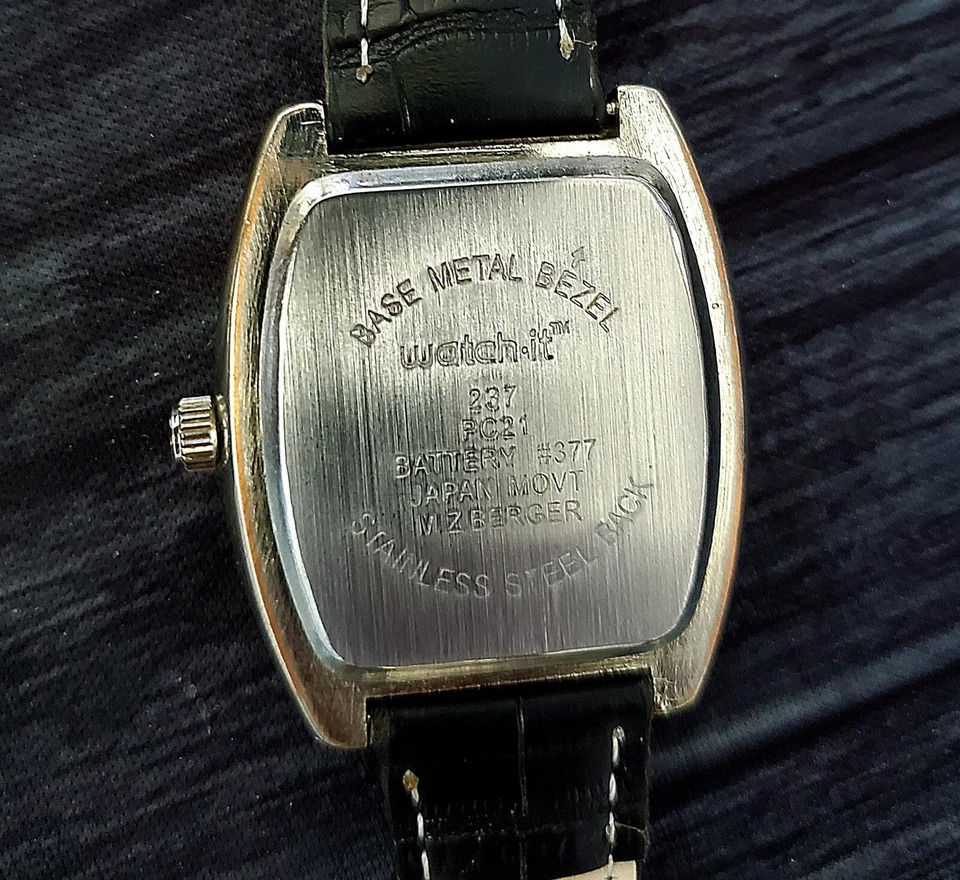 BASE METAL BEZEL
watch·it™
237
PC21
BATTERY #377
JAPAN MOVT
M.Z.BERGER
STAINLESS STEEL BACK